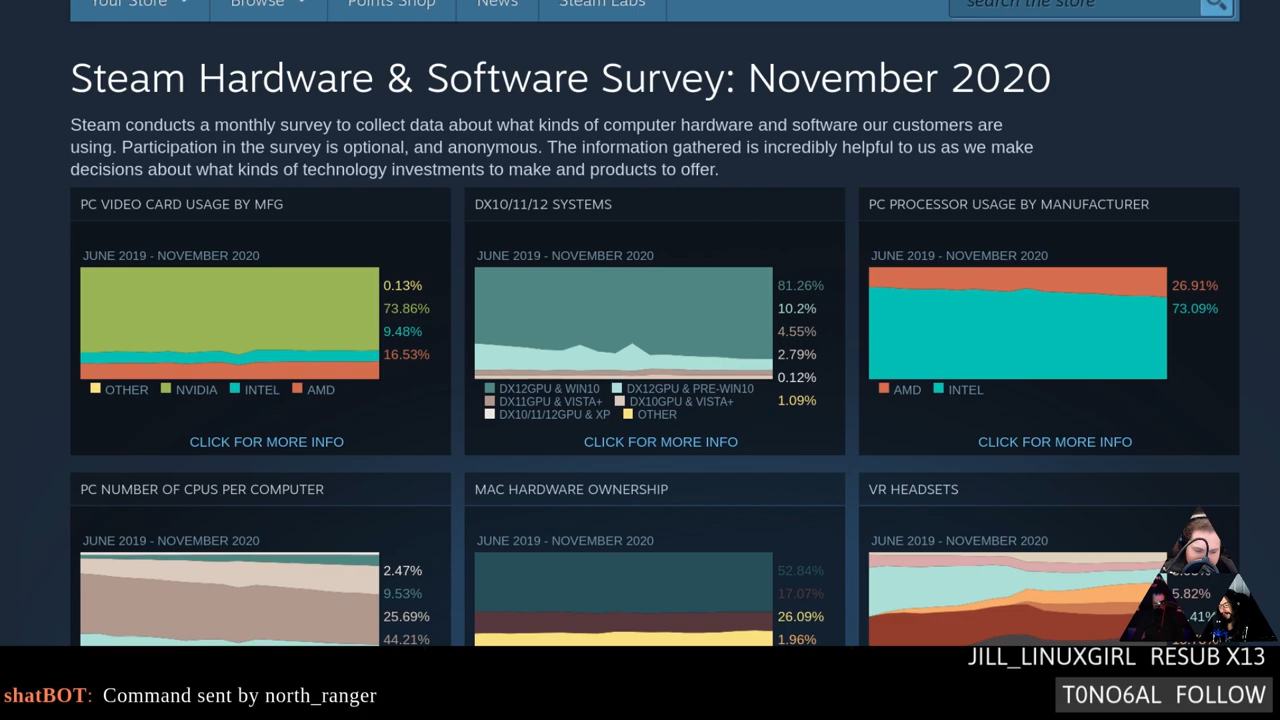 Your Store Browse Points Shop News Steam Labs search the store
Steam Hardware & Software Survey: November 2020
Steam conducts a monthly survey to collect data about what kinds of computer hardware and software our customers are
using. Participation in the survey is optional, and anonymous. The information gathered is incredibly helpful to us as we make
decisions about what kinds of technology investments to make and products to offer.
PC VIDEO CARD USAGE BY MFG
JUNE 2019 - NOVEMBER 2020
0.13%
73.86%
9.48%
16.53%
OTHER NVIDIA INTEL AMD
CLICK FOR MORE INFO
DX10/11/12 SYSTEMS
JUNE 2019 - NOVEMBER 2020
81.26%
10.2%
4.55%
2.79%
0.12%
1.09%
DX12GPU & WIN10 DX12GPU & PRE-WIN10
DX11GPU & VISTA+ DX10GPU & VISTA+
DX10/11/12GPU & XP OTHER
CLICK FOR MORE INFO
PC PROCESSOR USAGE BY MANUFACTURER
JUNE 2019 - NOVEMBER 2020
26.91%
73.09%
AMD INTEL
CLICK FOR MORE INFO
PC NUMBER OF CPUS PER COMPUTER
JUNE 2019 - NOVEMBER 2020
2.47%
9.53%
25.69%
44.21%
MAC HARDWARE OWNERSHIP
JUNE 2019 - NOVEMBER 2020
52.84%
17.07%
26.09%
1.96%
VR HEADSETS
JUNE 2019 - NOVEMBER 2020
5.82%
JILL_LINUXGIRL RESUB X13
shatBOT: Command sent by north_ranger
T0NO6AL FOLLOW